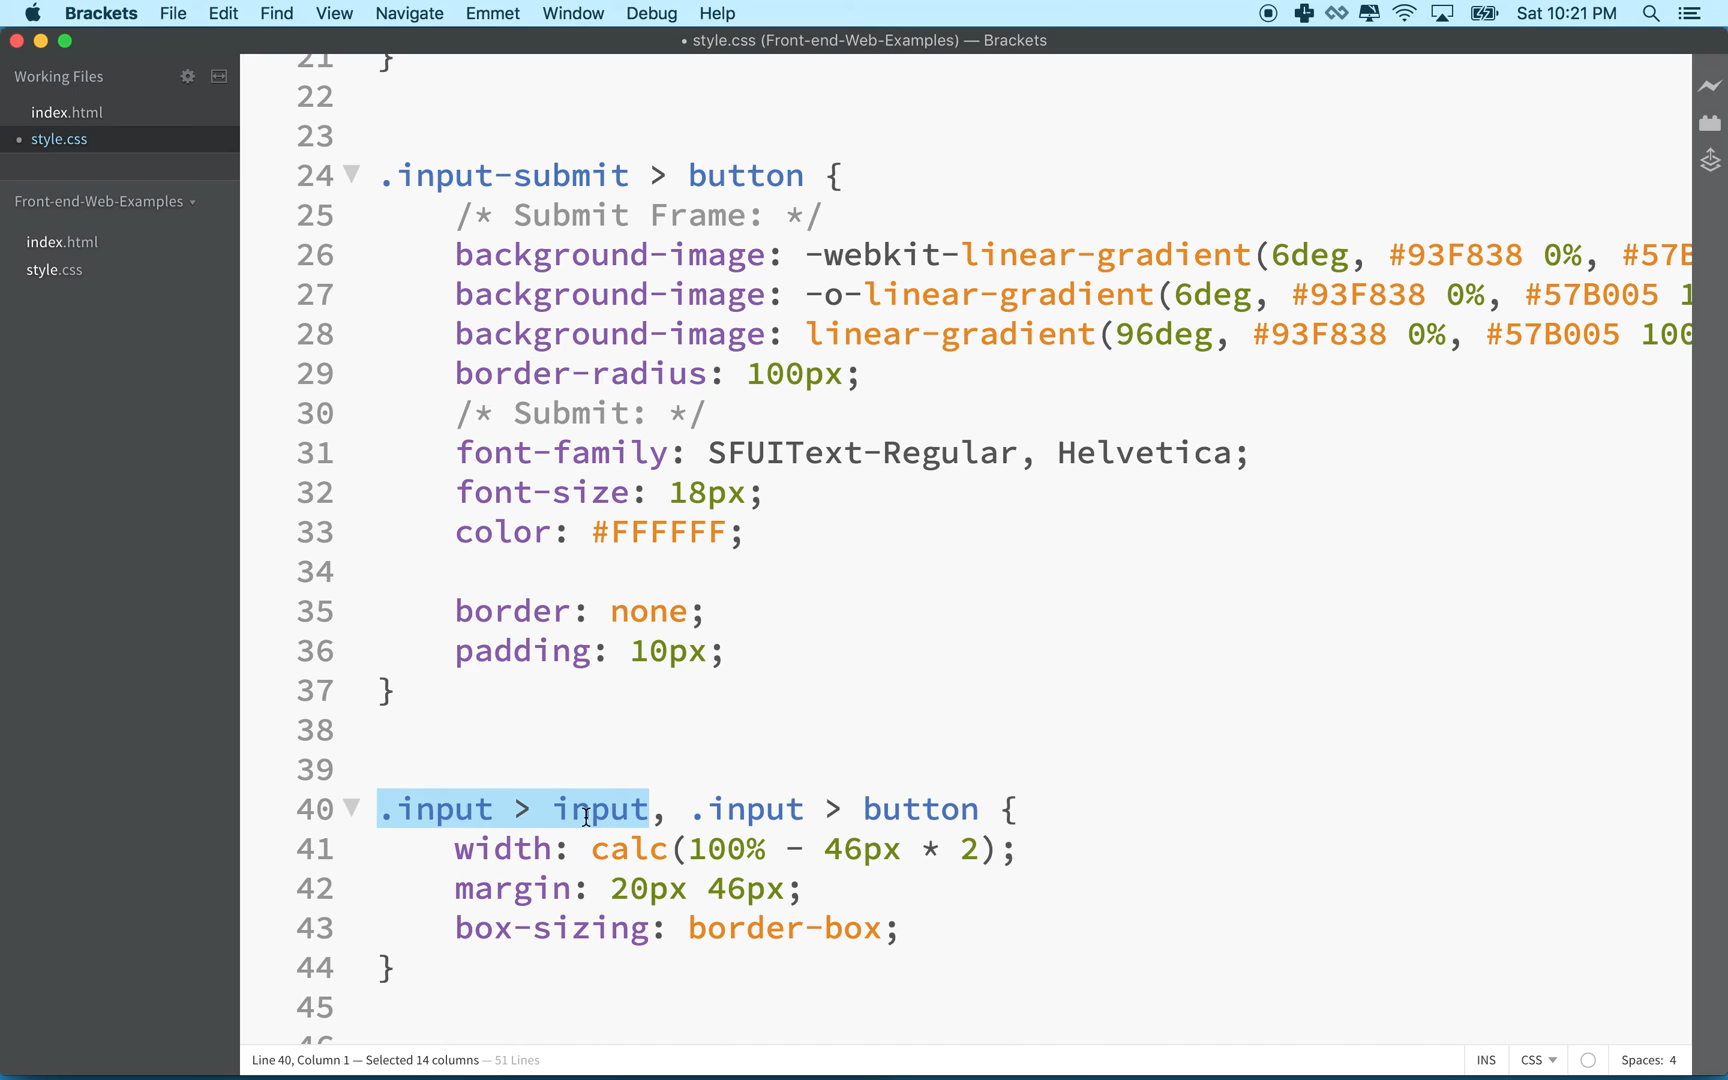 Brackets File Edit Find View Navigate Emmet Window Debug Help Sat 10:21 PM
• style.css (Front-end-Web-Examples) — Brackets
Working Files
index.html
• style.css
Front-end-Web-Examples
index.html
style.css
21 }
22
23
24 .input-submit > button {
25 /* Submit Frame: */
26 background-image: -webkit-linear-gradient(6deg, #93F838 0%, #57B
27 background-image: -o-linear-gradient(6deg, #93F838 0%, #57B005 1
28 background-image: linear-gradient(96deg, #93F838 0%, #57B005 100
29 border-radius: 100px;
30 /* Submit: */
31 font-family: SFUIText-Regular, Helvetica;
32 font-size: 18px;
33 color: #FFFFFF;
34
35 border: none;
36 padding: 10px;
37 }
38
39
40 .input > input, .input > button {
41 width: calc(100% - 46px * 2);
42 margin: 20px 46px;
43 box-sizing: border-box;
44 }
45
Line 40, Column 1 — Selected 14 columns — 51 Lines INS CSS Spaces: 4